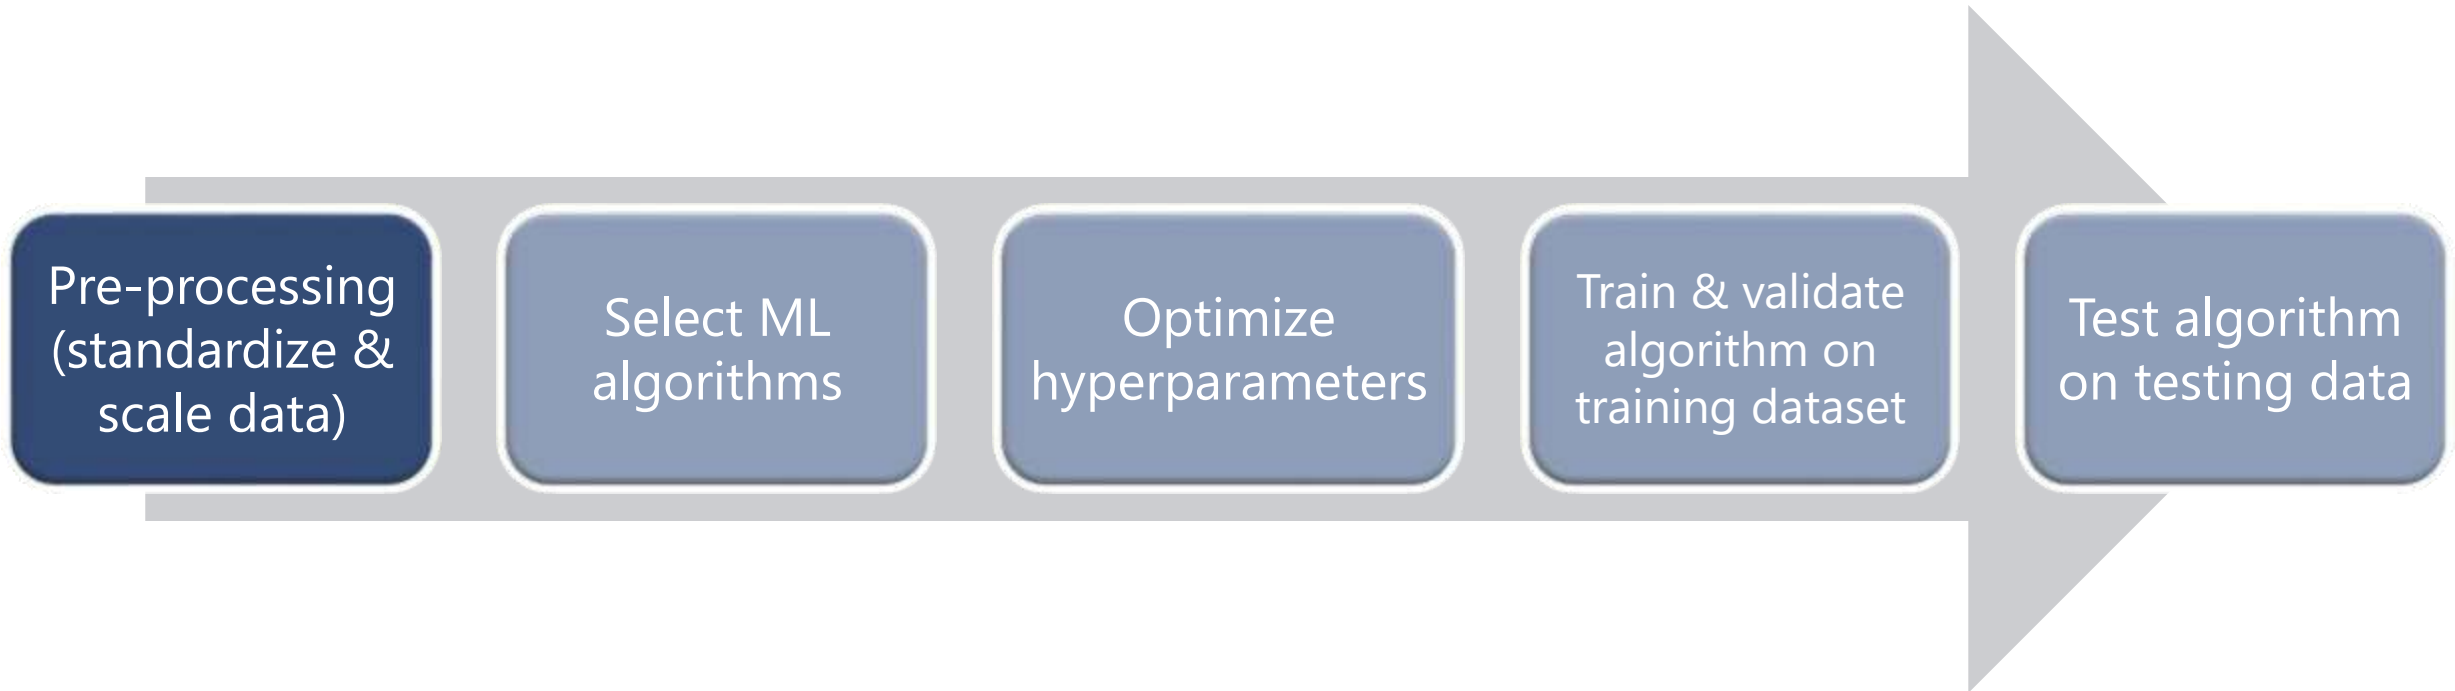 Pre-processing
(standardize &
scale data)
Select ML
algorithms
Optimize
hyperparameters
Train & validate
algorithm on
training dataset
Test algorithm
on testing data